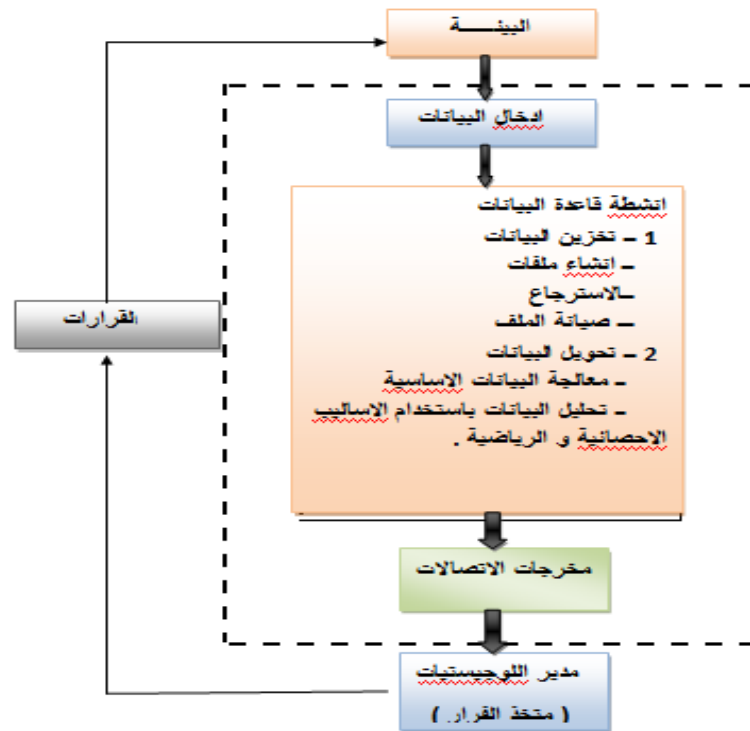 البيئـــــة
ادخال البيانات
انشطة قاعدة البيانات
1 – تخزين البيانات
– انشاء ملفات
–الاسترجاع
– صيانة الملف
2 – تحويل البيانات
– معالجة البيانات الاساسية
– تحليل البيانات باستخدام الاساليب
الاحصائية و الرياضية .
القرارات
مخرجات الاتصالات
مدير اللوجيستيات
( متخذ القرار )